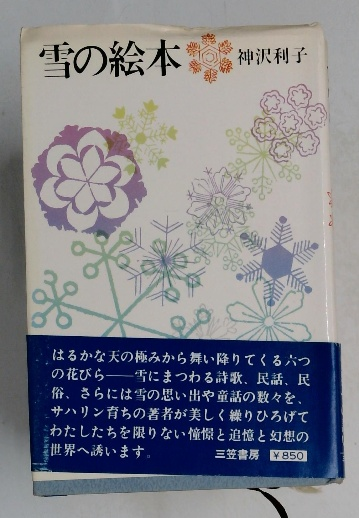 雪の絵本
神沢利子
はるかな天の極みから舞い降りてくる六つ
の花びら――雪にまつわる詩歌、民話、民
俗、さらには雪の思い出や童話の数々を、
サハリン育ちの著者が美しく繰りひろげて
わたしたちを限りない憧憬と追憶と幻想の
世界へ誘います。
三笠書房 ¥850